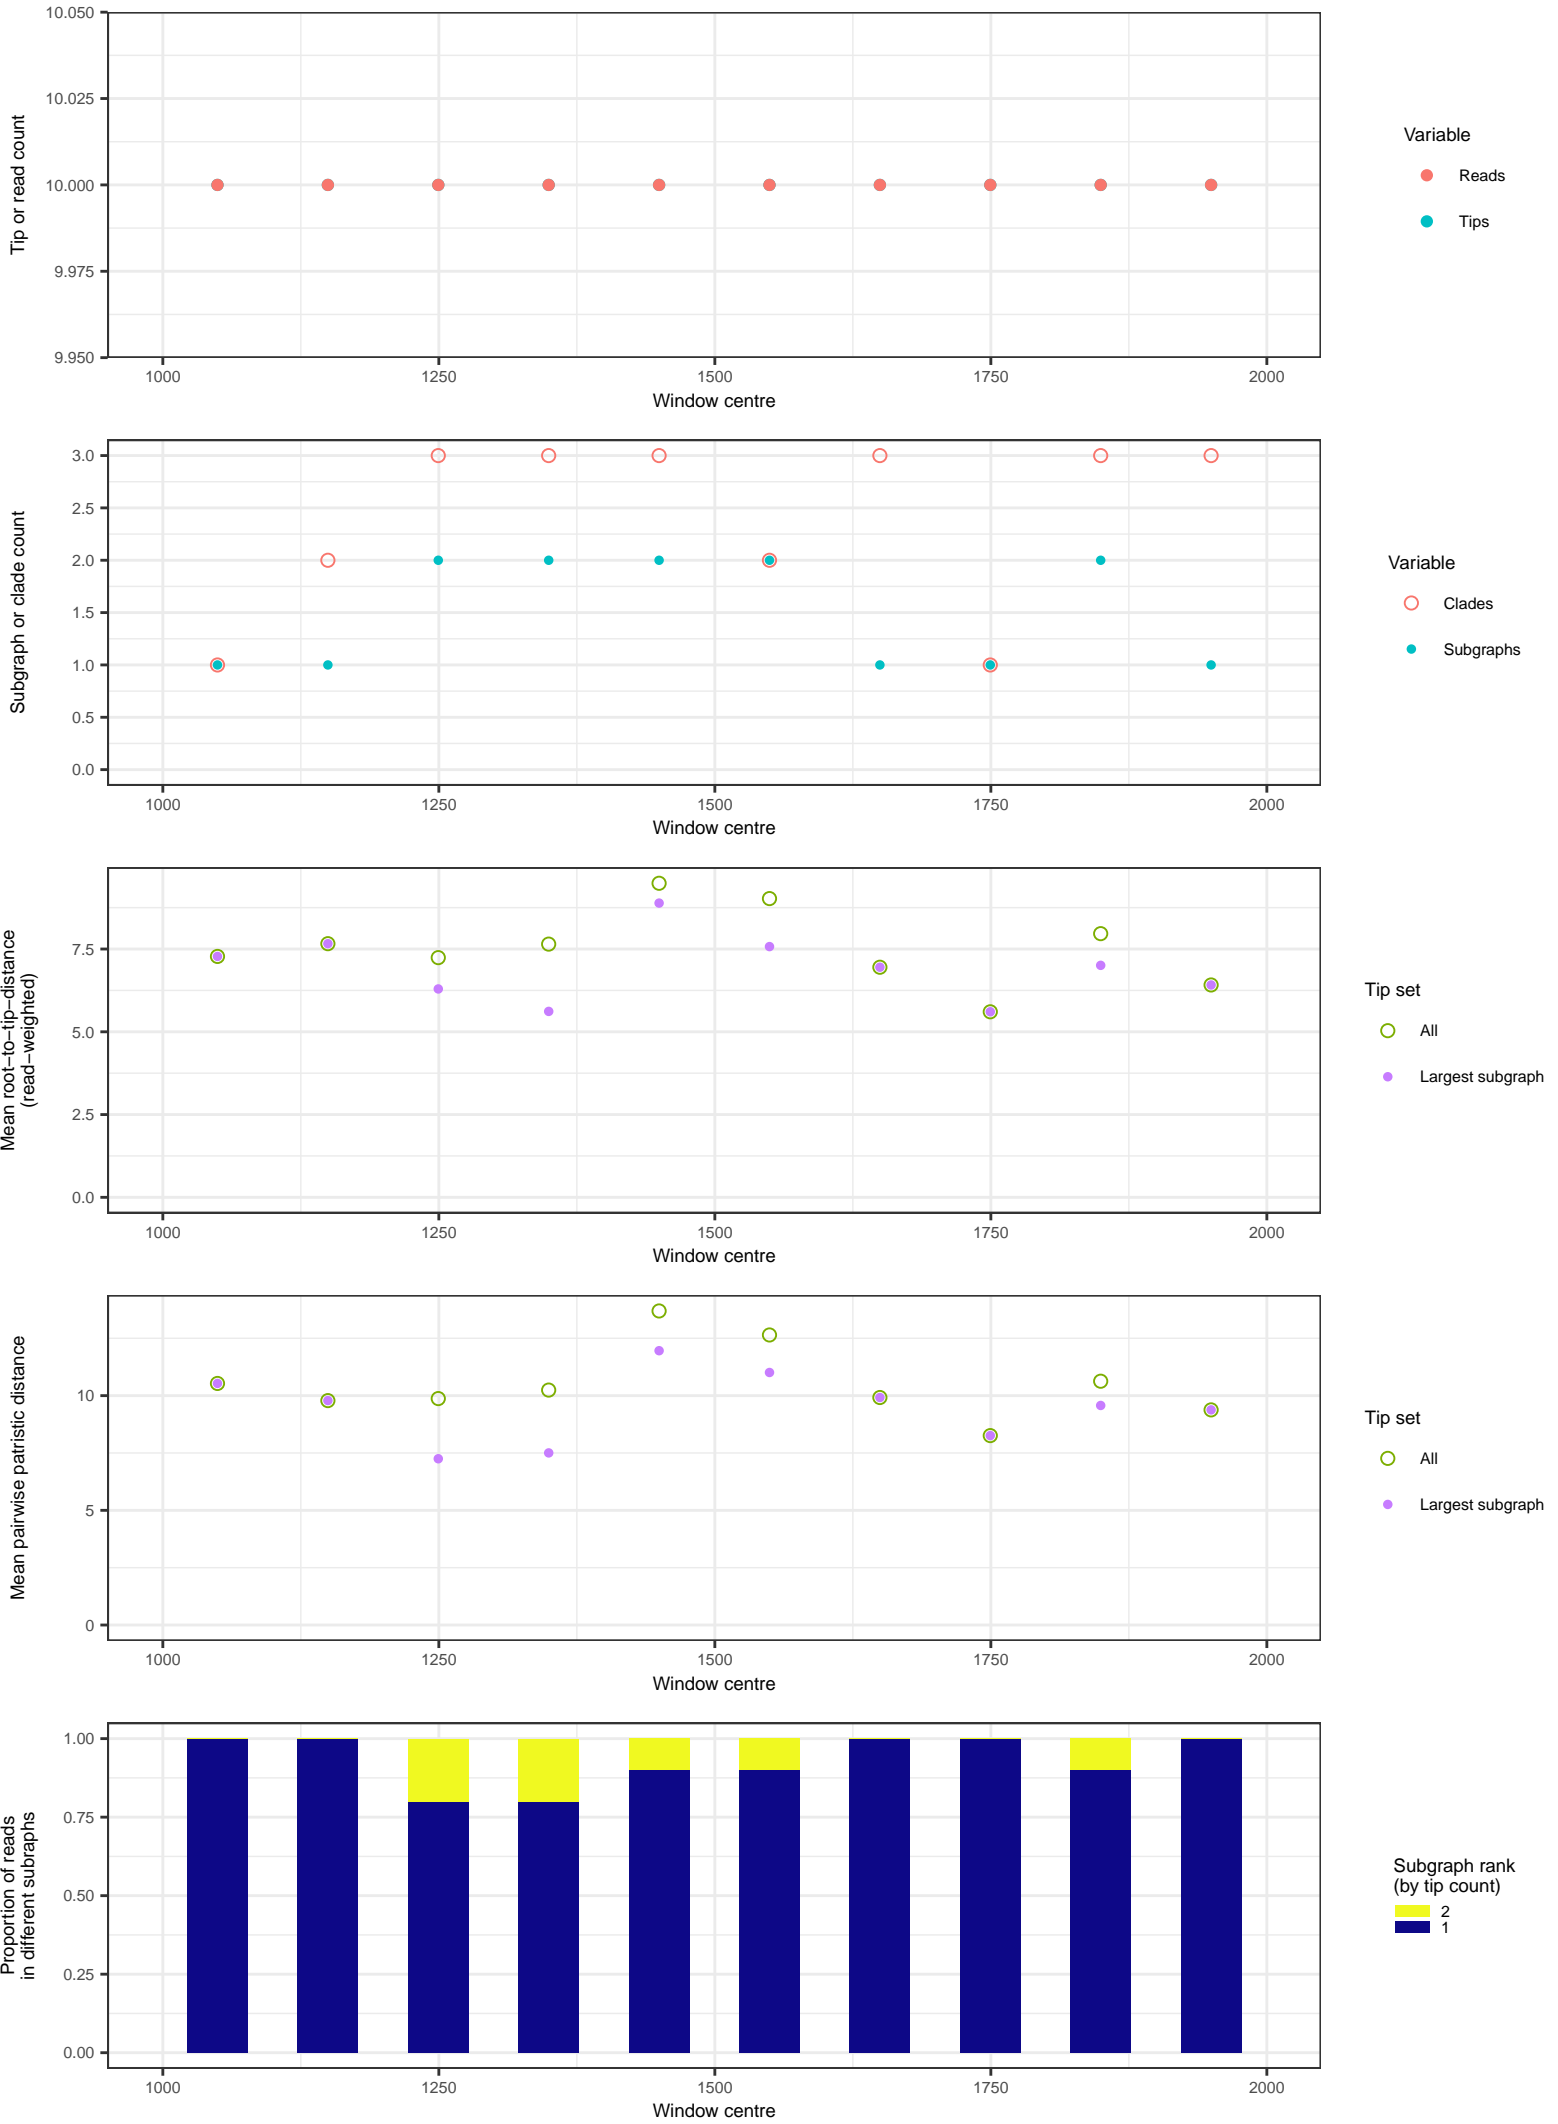 10.050
10.025
10.000
9.975
9.950
Tip or read count
1000 1250 1500 1750 2000
Window centre
Variable
Reads
Tips
3.0
2.5
2.0
1.5
1.0
0.5
0.0
Subgraph or clade count
1000 1250 1500 1750 2000
Window centre
Variable
Clades
Subgraphs
7.5
5.0
2.5
0.0
Mean root−to−tip−distance
(read−weighted)
1000 1250 1500 1750 2000
Window centre
Tip set
All
Largest subgraph
10
5
0
Mean pairwise patristic distance
1000 1250 1500 1750 2000
Window centre
Tip set
All
Largest subgraph
1.00
0.75
0.50
0.25
0.00
Proportion of reads
in different subraphs
1000 1250 1500 1750 2000
Window centre
Subgraph rank
(by tip count)
2
1